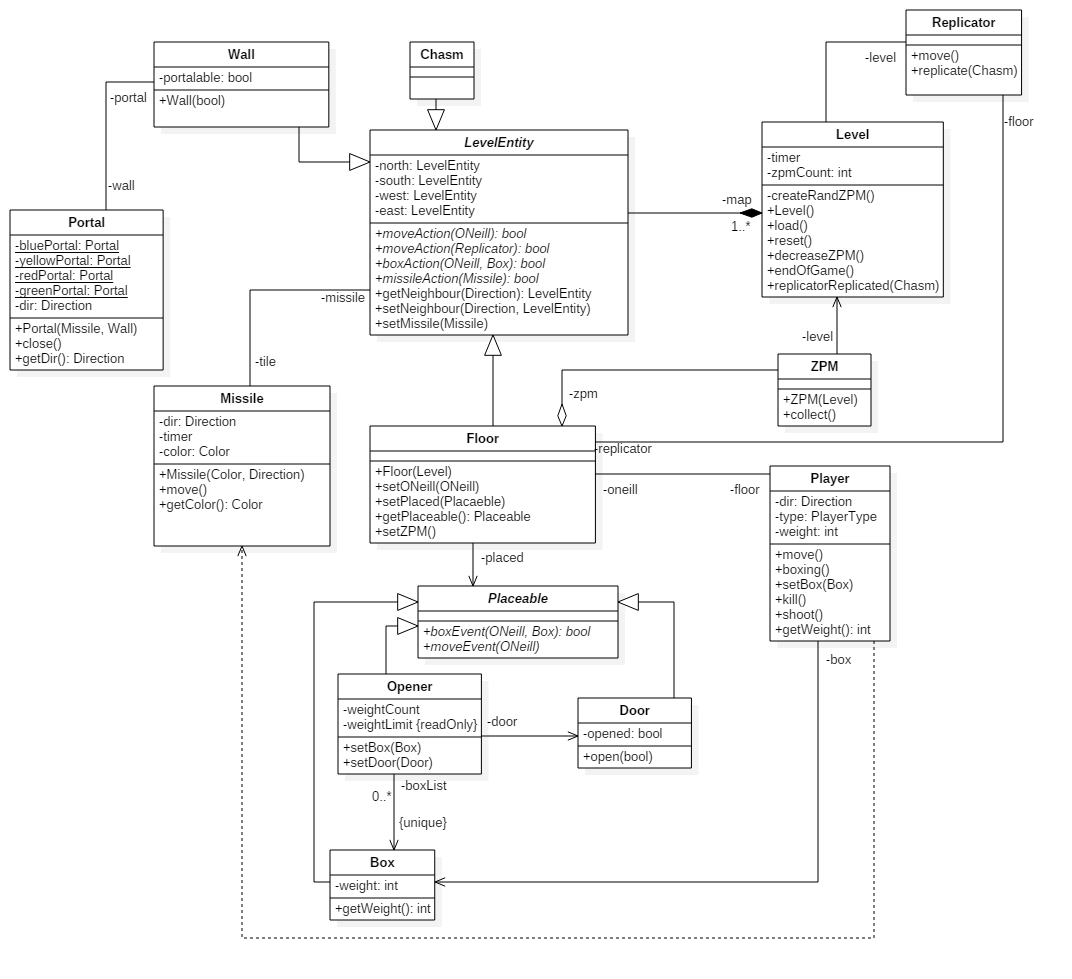 Replicator
+move()
+replicate(Chasm)
-level
-floor
Wall
-portalable: bool
+Wall(bool)
-portal
-wall
Chasm
LevelEntity
-north: LevelEntity
-south: LevelEntity
-west: LevelEntity
-east: LevelEntity
+moveAction(ONeill): bool
+moveAction(Replicator): bool
+boxAction(ONeill, Box): bool
+missileAction(Missile): bool
+getNeighbour(Direction): LevelEntity
+setNeighbour(Direction, LevelEntity)
+setMissile(Missile)
-map
1..*
Level
-timer
-zpmCount: int
-createRandZPM()
+Level()
+load()
+reset()
+decreaseZPM()
+endOfGame()
+replicatorReplicated(Chasm)
Portal
-bluePortal: Portal
-yellowPortal: Portal
-redPortal: Portal
-greenPortal: Portal
-dir: Direction
+Portal(Missile, Wall)
+close()
+getDir(): Direction
-missile
-tile
-level
ZPM
+ZPM(Level)
+collect()
-zpm
Missile
-dir: Direction
-timer
-color: Color
+Missile(Color, Direction)
+move()
+getColor(): Color
Floor
+Floor(Level)
+setONeill(ONeill)
+setPlaced(Placaeble)
+getPlaceable(): Placeable
+setZPM()
-replicator
-oneill
-floor
Player
-dir: Direction
-type: PlayerType
-weight: int
+move()
+boxing()
+setBox(Box)
+kill()
+shoot()
+getWeight(): int
-placed
-box
Placeable
+boxEvent(ONeill, Box): bool
+moveEvent(ONeill)
Opener
-weightCount
-weightLimit {readOnly}
+setBox(Box)
+setDoor(Door)
-door
Door
-opened: bool
+open(bool)
-boxList
0..*
{unique}
Box
-weight: int
+getWeight(): int